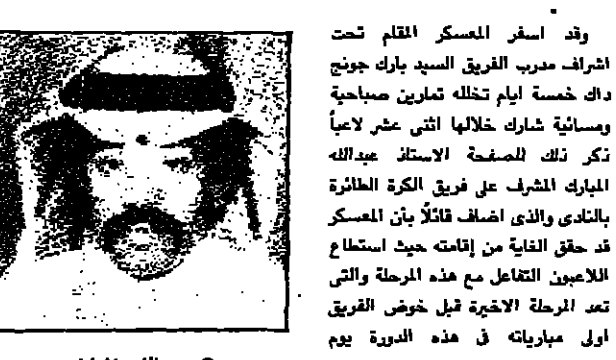 وقد اسفر المعسكر المقام تحت
اشراف مدرب الفريق السيد بارك جونج
داك خمسة ايام تخلله تمارين صباحية
ومسائية شارك خلالها اثنى عشر لاعباً
ذكر ذلك للصفحة الاستاذ عبدالله
المبارك المشرف على فريق الكرة الطائرة
بالنادى والذى اضاف قائلاً بأن المعسكر
قد حقق الغاية من إقامته حيث استطاع
اللاعبون التفاعل مع هذه المرحلة والتى
تعد المرحلة الاخيرة قبل خوض الفريق
اولى مبارياته فى هذه الدورة يوم